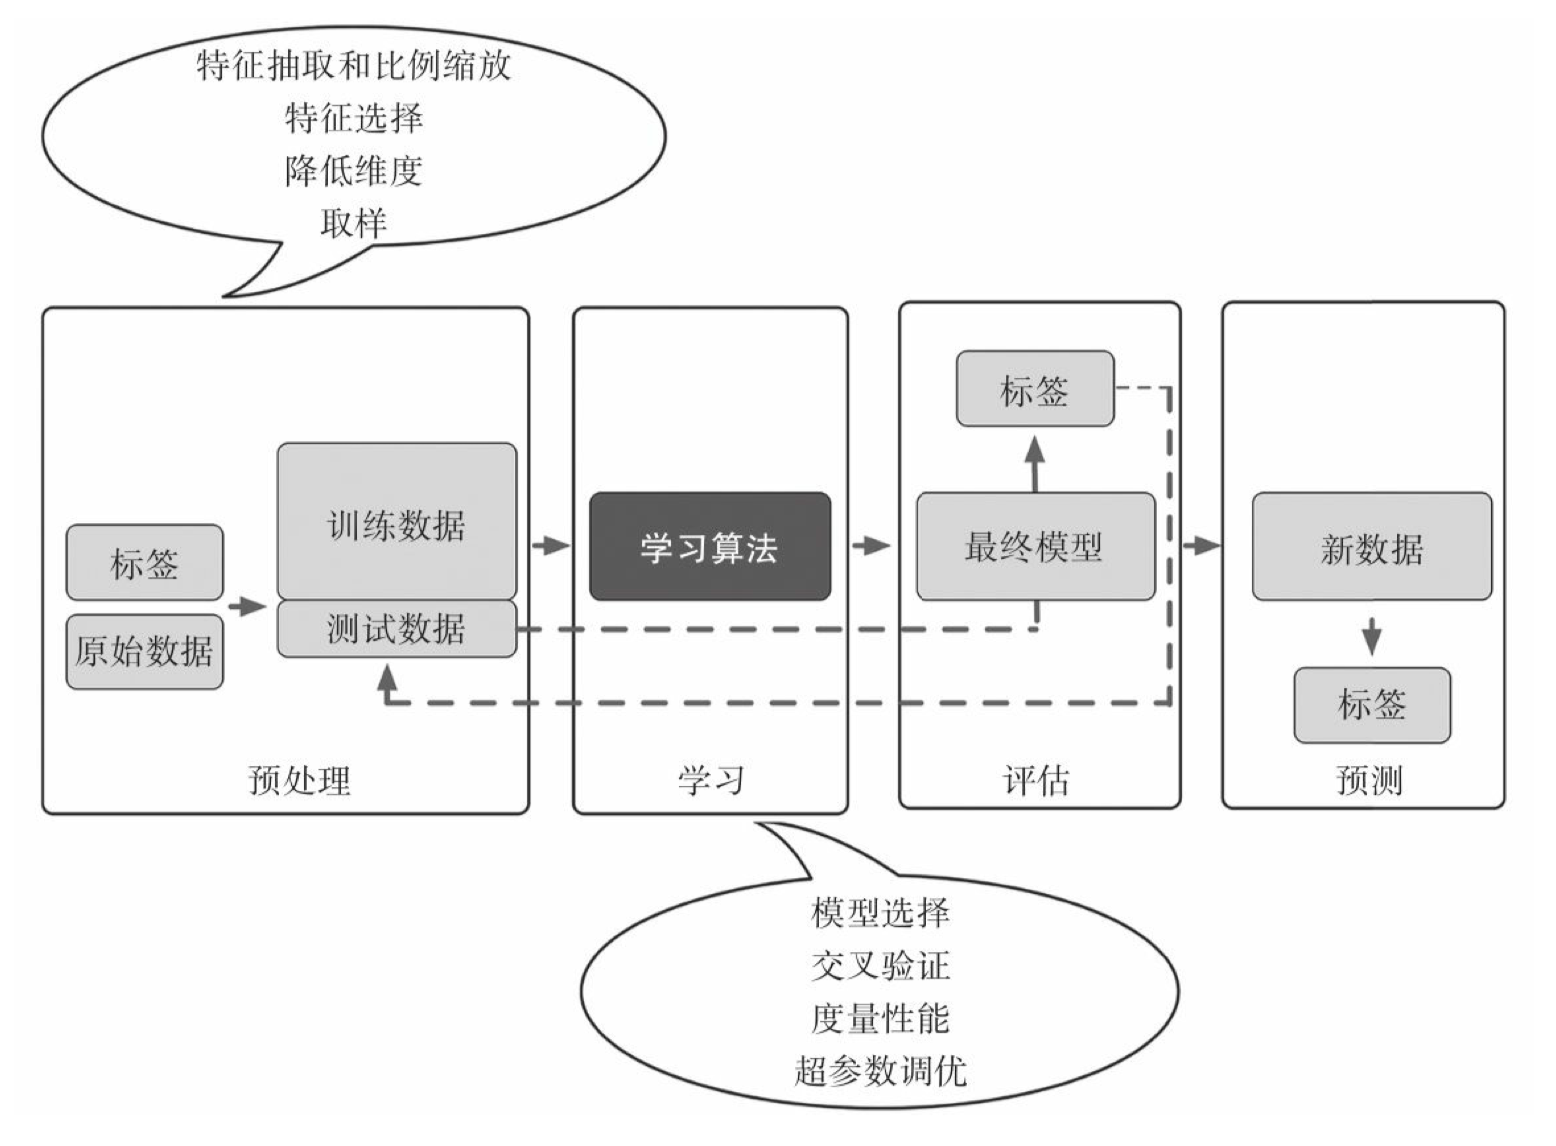 特征抽取和比例缩放
特征选择
降低维度
取样
标签
原始数据
训练数据
测试数据
预处理
学习算法
学习
标签
最终模型
评估
新数据
标签
预测
模型选择
交叉验证
度量性能
超参数调优